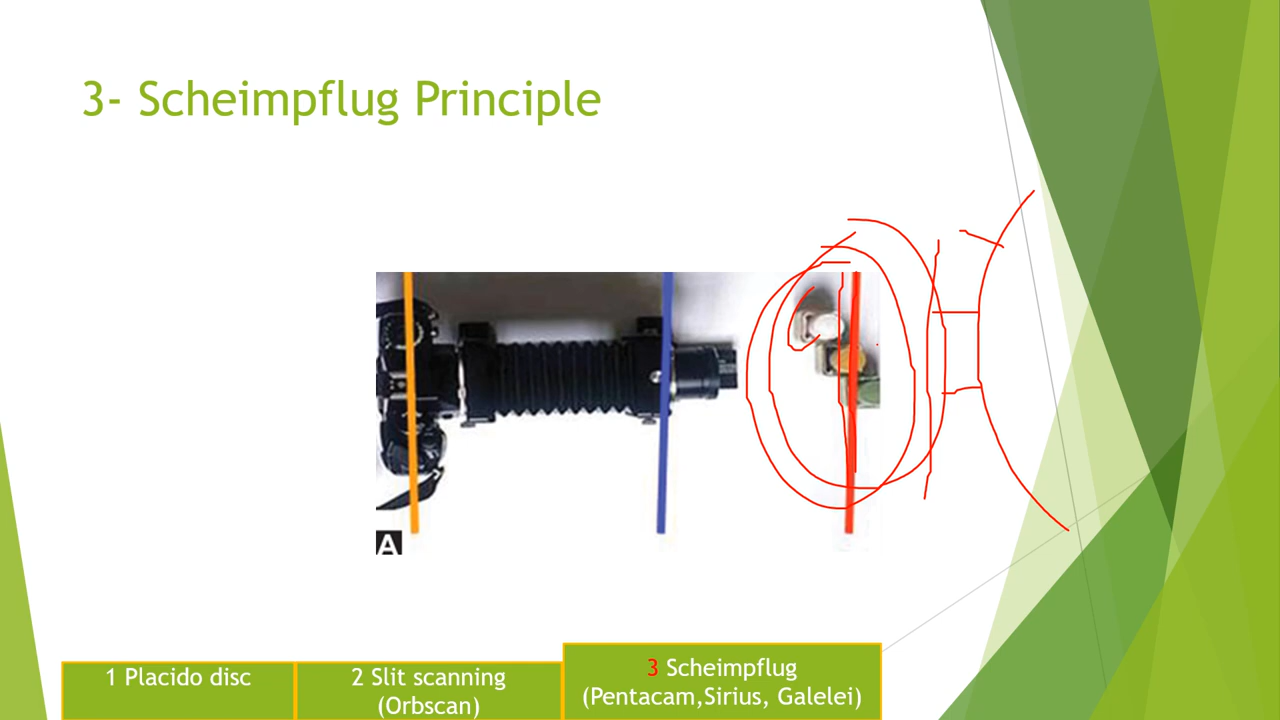 3- Scheimpflug Principle
A
1 Placido disc
2 Slit scanning
(Orbscan)
3 Scheimpflug
(Pentacam,Sirius, Galelei)